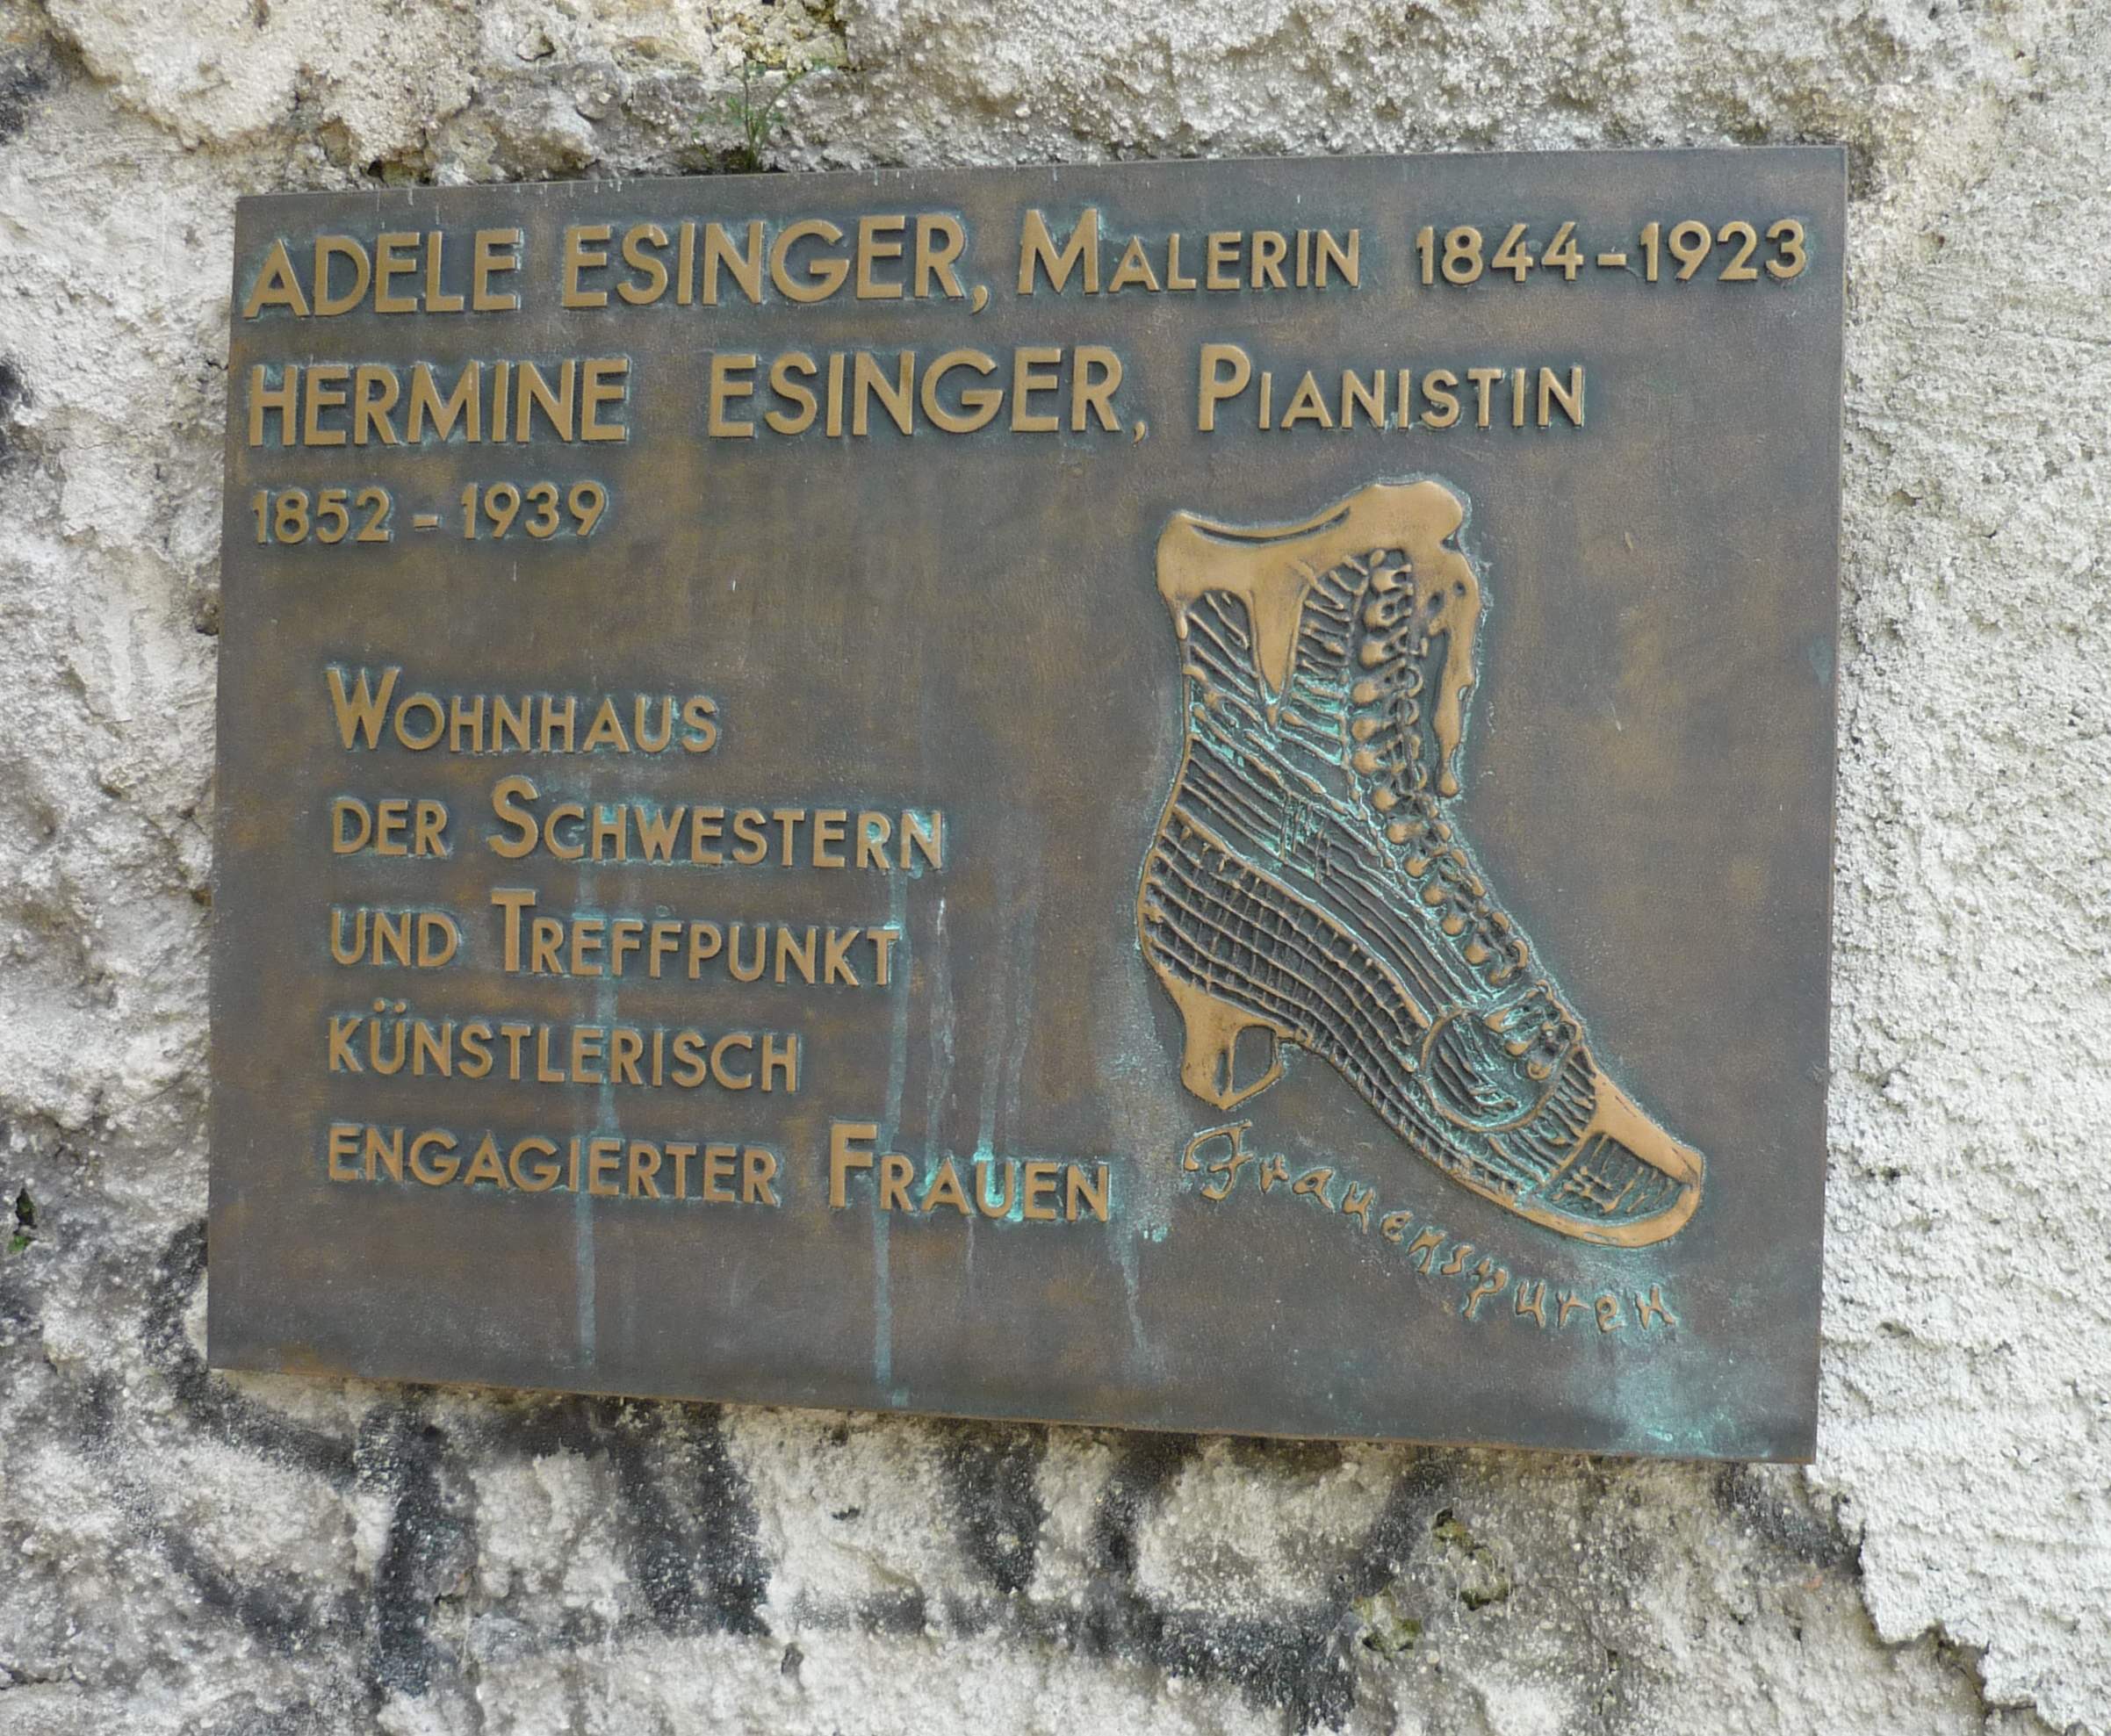 ADELE ESINGER, MALERIN 1844-1923
HERMINE ESINGER, PIANISTIN
1852 - 1939
WOHNHAUS
DER SCHWESTERN
UND TREFFPUNKT
KÜNSTLERISCH
ENGAGIERTER FRAUEN
Frauenspuren